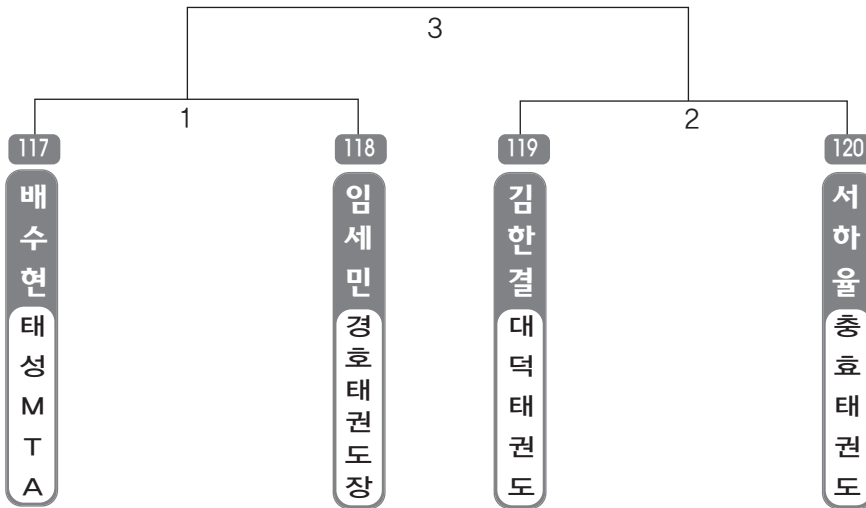 3
1
2
117
118
119
120
배수현
임세민
김한결
서하율
태성MTA
경호태권도장
대덕태권도
충효태권도